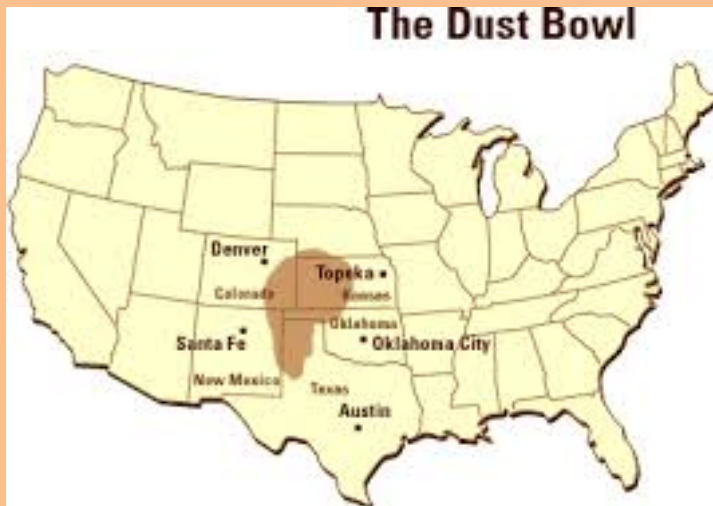 The Dust Bowl
Denver
Topeka
Colorado
Kansas
Oklahoma
Santa Fe
Oklahoma City
New Mexico
Texas
Austin